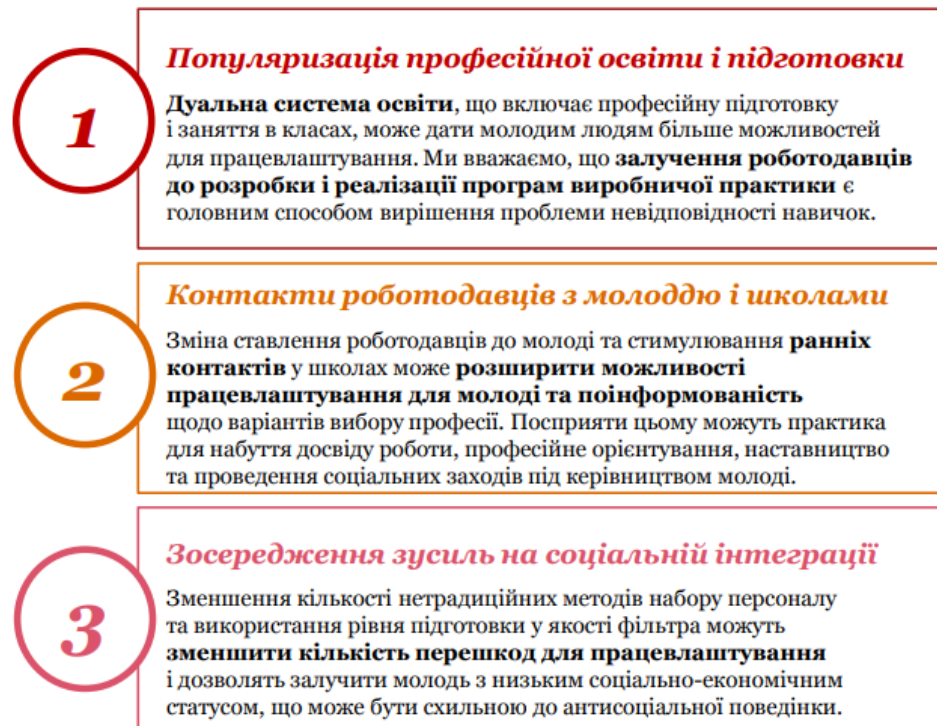 1
Популяризація професійної освіти і підготовки
Дуальна система освіти, що включає професійну підготовку
і заняття в класах, може дати молодим людям більше можливостей
для працевлаштування. Ми вважаємо, що залучення роботодавців
до розробки і реалізації програм виробничої практики є
головним способом вирішення проблеми невідповідності навичок.
2
Контакти роботодавців з молоддю і школами
Зміна ставлення роботодавців до молоді та стимулювання ранніх
контактів у школах може розширити можливості
працевлаштування для молоді та поінформованість
щодо варіантів вибору професії. Посприяти цьому можуть практика
для набуття досвіду роботи, професійне орієнтування, наставництво
та проведення соціальних заходів під керівництвом молоді.
3
Зосередження зусиль на соціальній інтеграції
Зменшення кількості нетрадиційних методів набору персоналу
та використання рівня підготовки у якості фільтра можуть
зменшити кількість перешкод для працевлаштування
і дозволять залучити молодь з низьким соціально-економічним
статусом, що може бути схильною до антисоціальної поведінки.